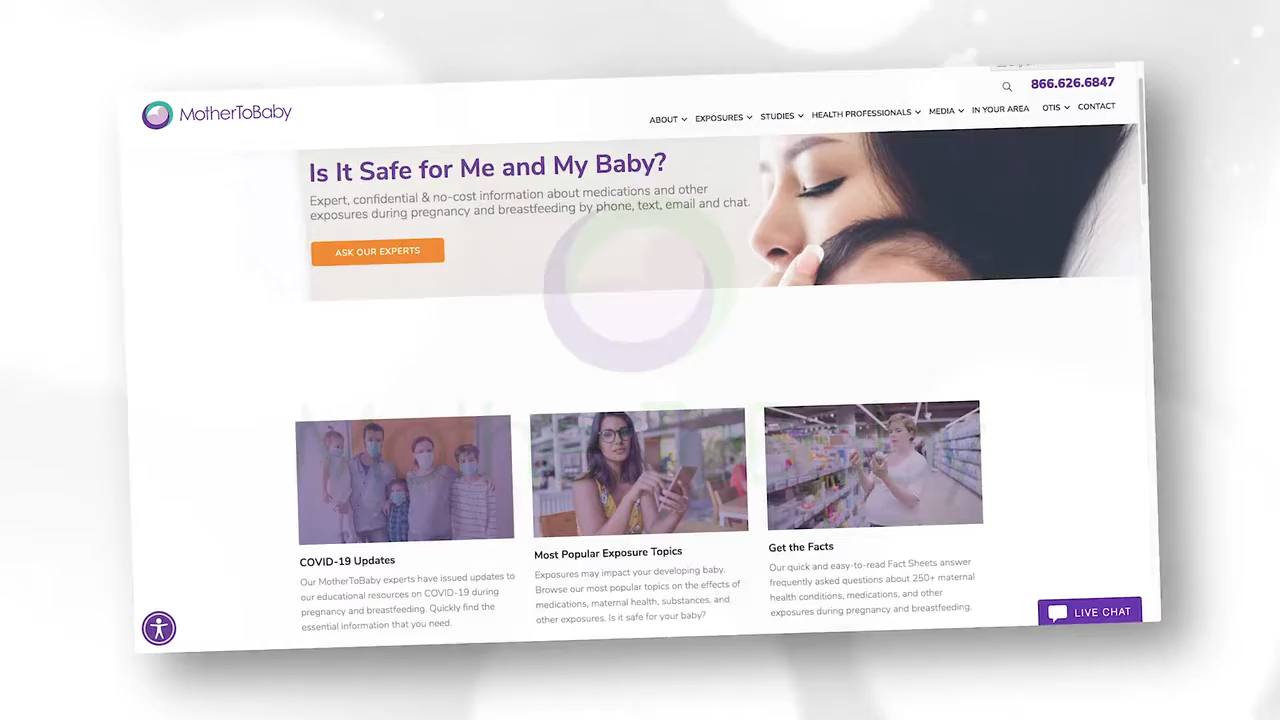 866.626.6847
MotherToBaby
ABOUT EXPOSURES STUDIES HEALTH PROFESSIONALS MEDIA IN YOUR AREA OTIS CONTACT
Is It Safe for Me and My Baby?
Expert, confidential & no-cost information about medications and other
exposures during pregnancy and breastfeeding by phone, text, email and chat.
ASK OUR EXPERTS
COVID-19 Updates
Our MotherToBaby experts have issued updates to
our educational resources on COVID-19 during
pregnancy and breastfeeding. Quickly find the
essential information that you need.
Most Popular Exposure Topics
Exposures may impact your developing baby.
Browse our most popular topics on the effects of
medications, maternal health, substances, and
other exposures. Is it safe for your baby?
Get the Facts
Our quick and easy-to-read Fact Sheets answer
frequently asked questions about 250+ maternal
health conditions, medications, and other
exposures during pregnancy and breastfeeding.
LIVE CHAT